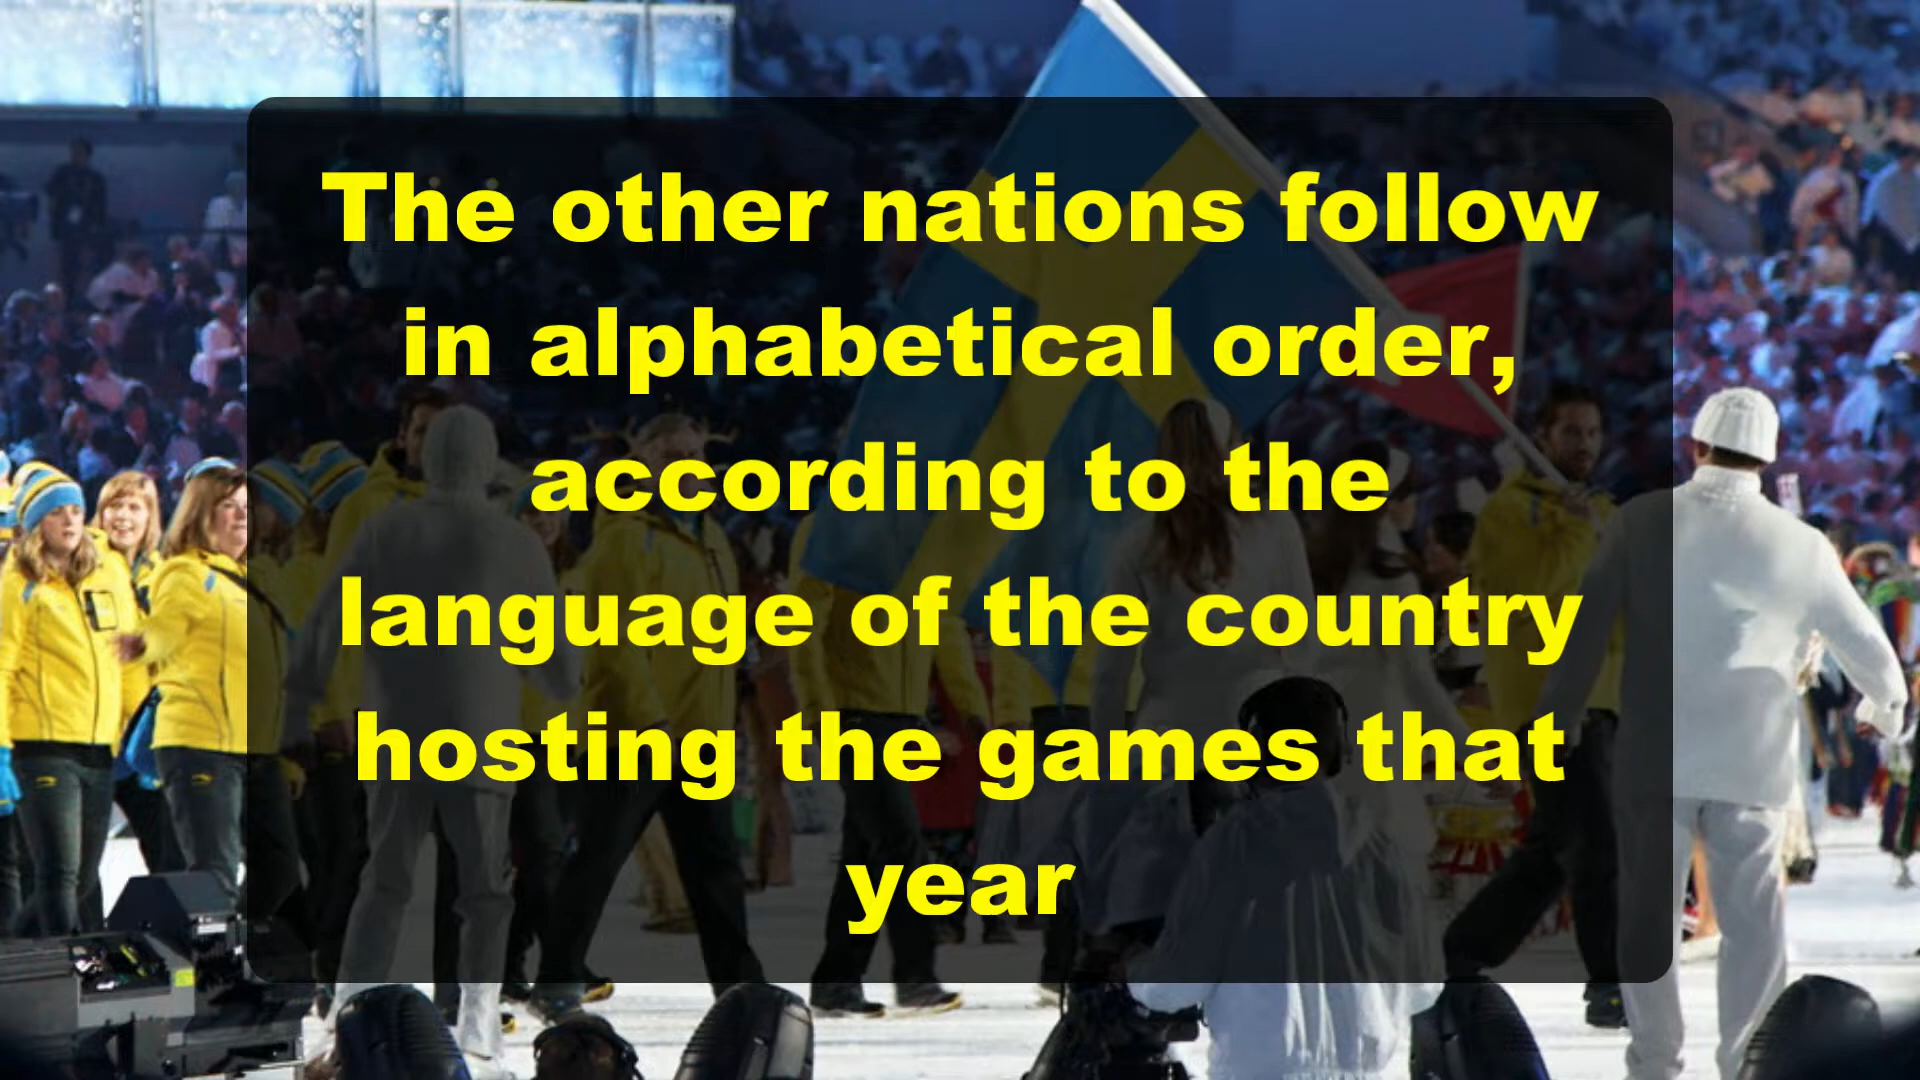 The other nations follow
in alphabetical order,
according to the
language of the country
hosting the games that
year